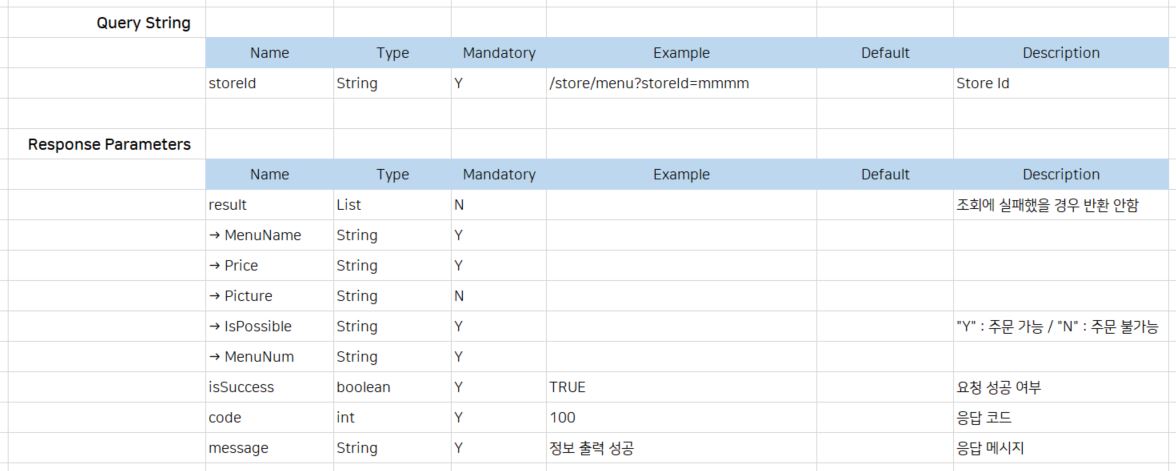 Query String
Name Type Mandatory Example Default Description
storeId String Y /store/menu?storeId=mmmm Store Id
Response Parameters
Name Type Mandatory Example Default Description
result List N 조회에 실패했을 경우 반환 안함
→ MenuName String Y
→ Price String Y
→ Picture String N
→ IsPossible String Y "Y" : 주문 가능 / "N" : 주문 불가능
→ MenuNum String Y
isSuccess boolean Y TRUE 요청 성공 여부
code int Y 100 응답 코드
message String Y 정보 출력 성공 응답 메시지